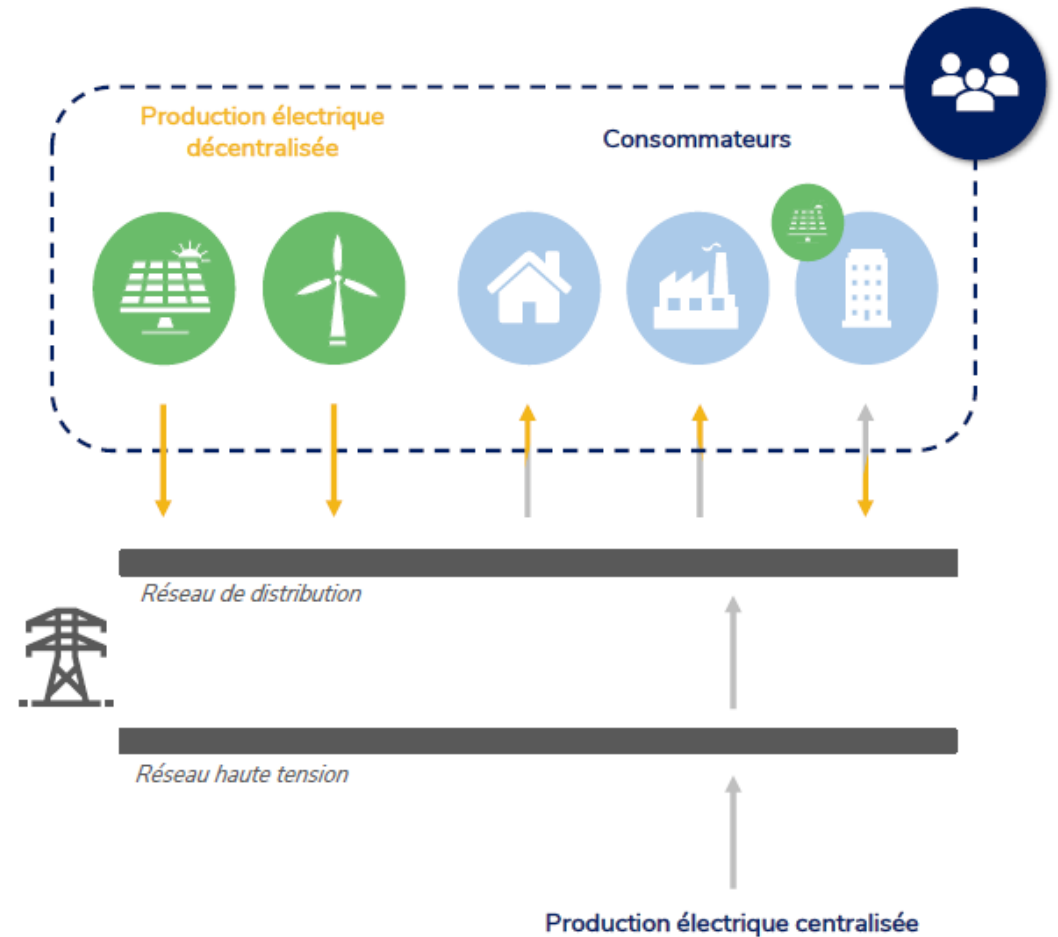 Production électrique
décentralisée
Consommateurs
Réseau de distribution
Réseau haute tension
Production électrique centralisée